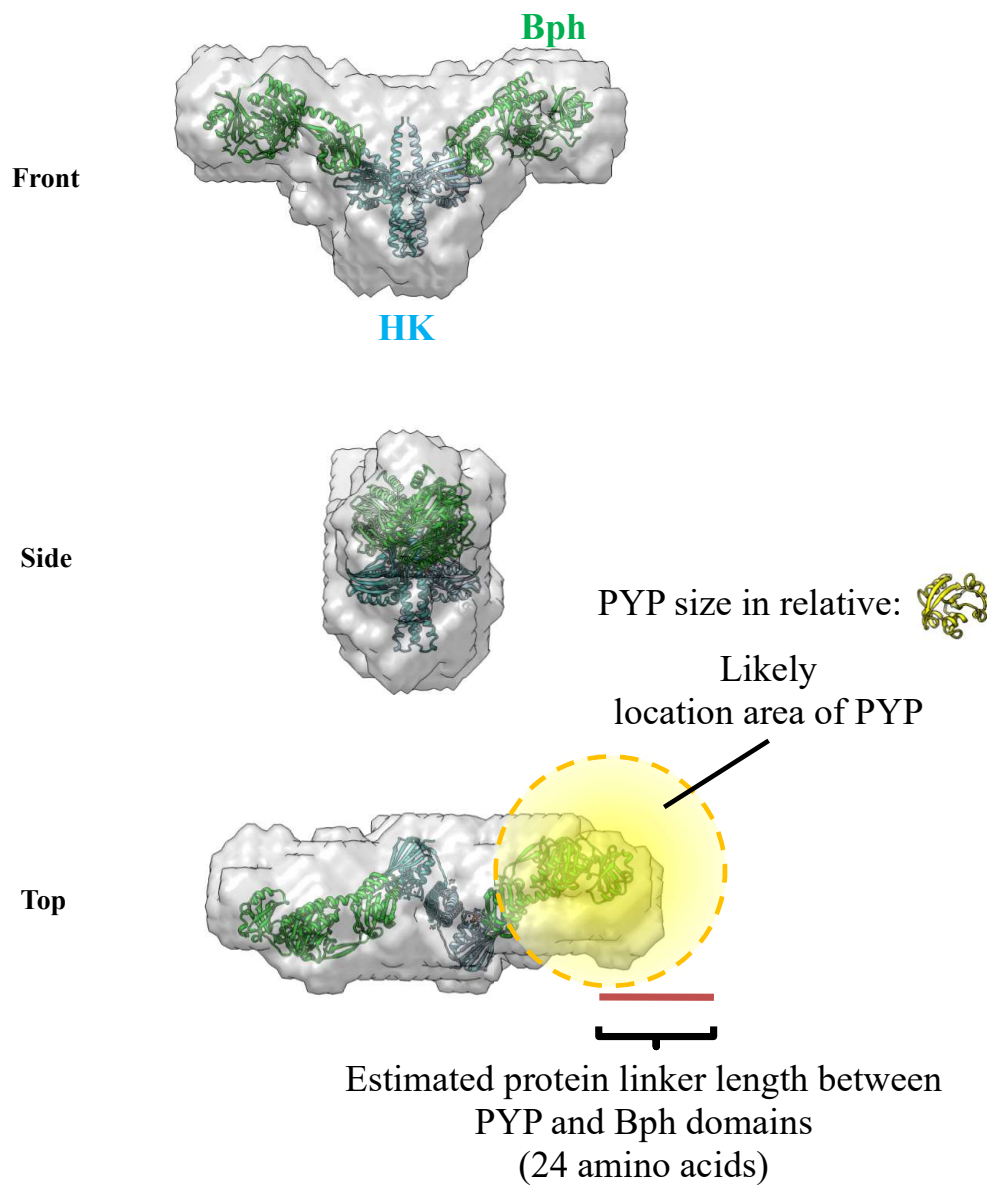 Bph
Front
HK
Side
PYP size in relative:
Likely
location area of PYP
Top
Estimated protein linker length between
PYP and Bph domains
(24 amino acids)